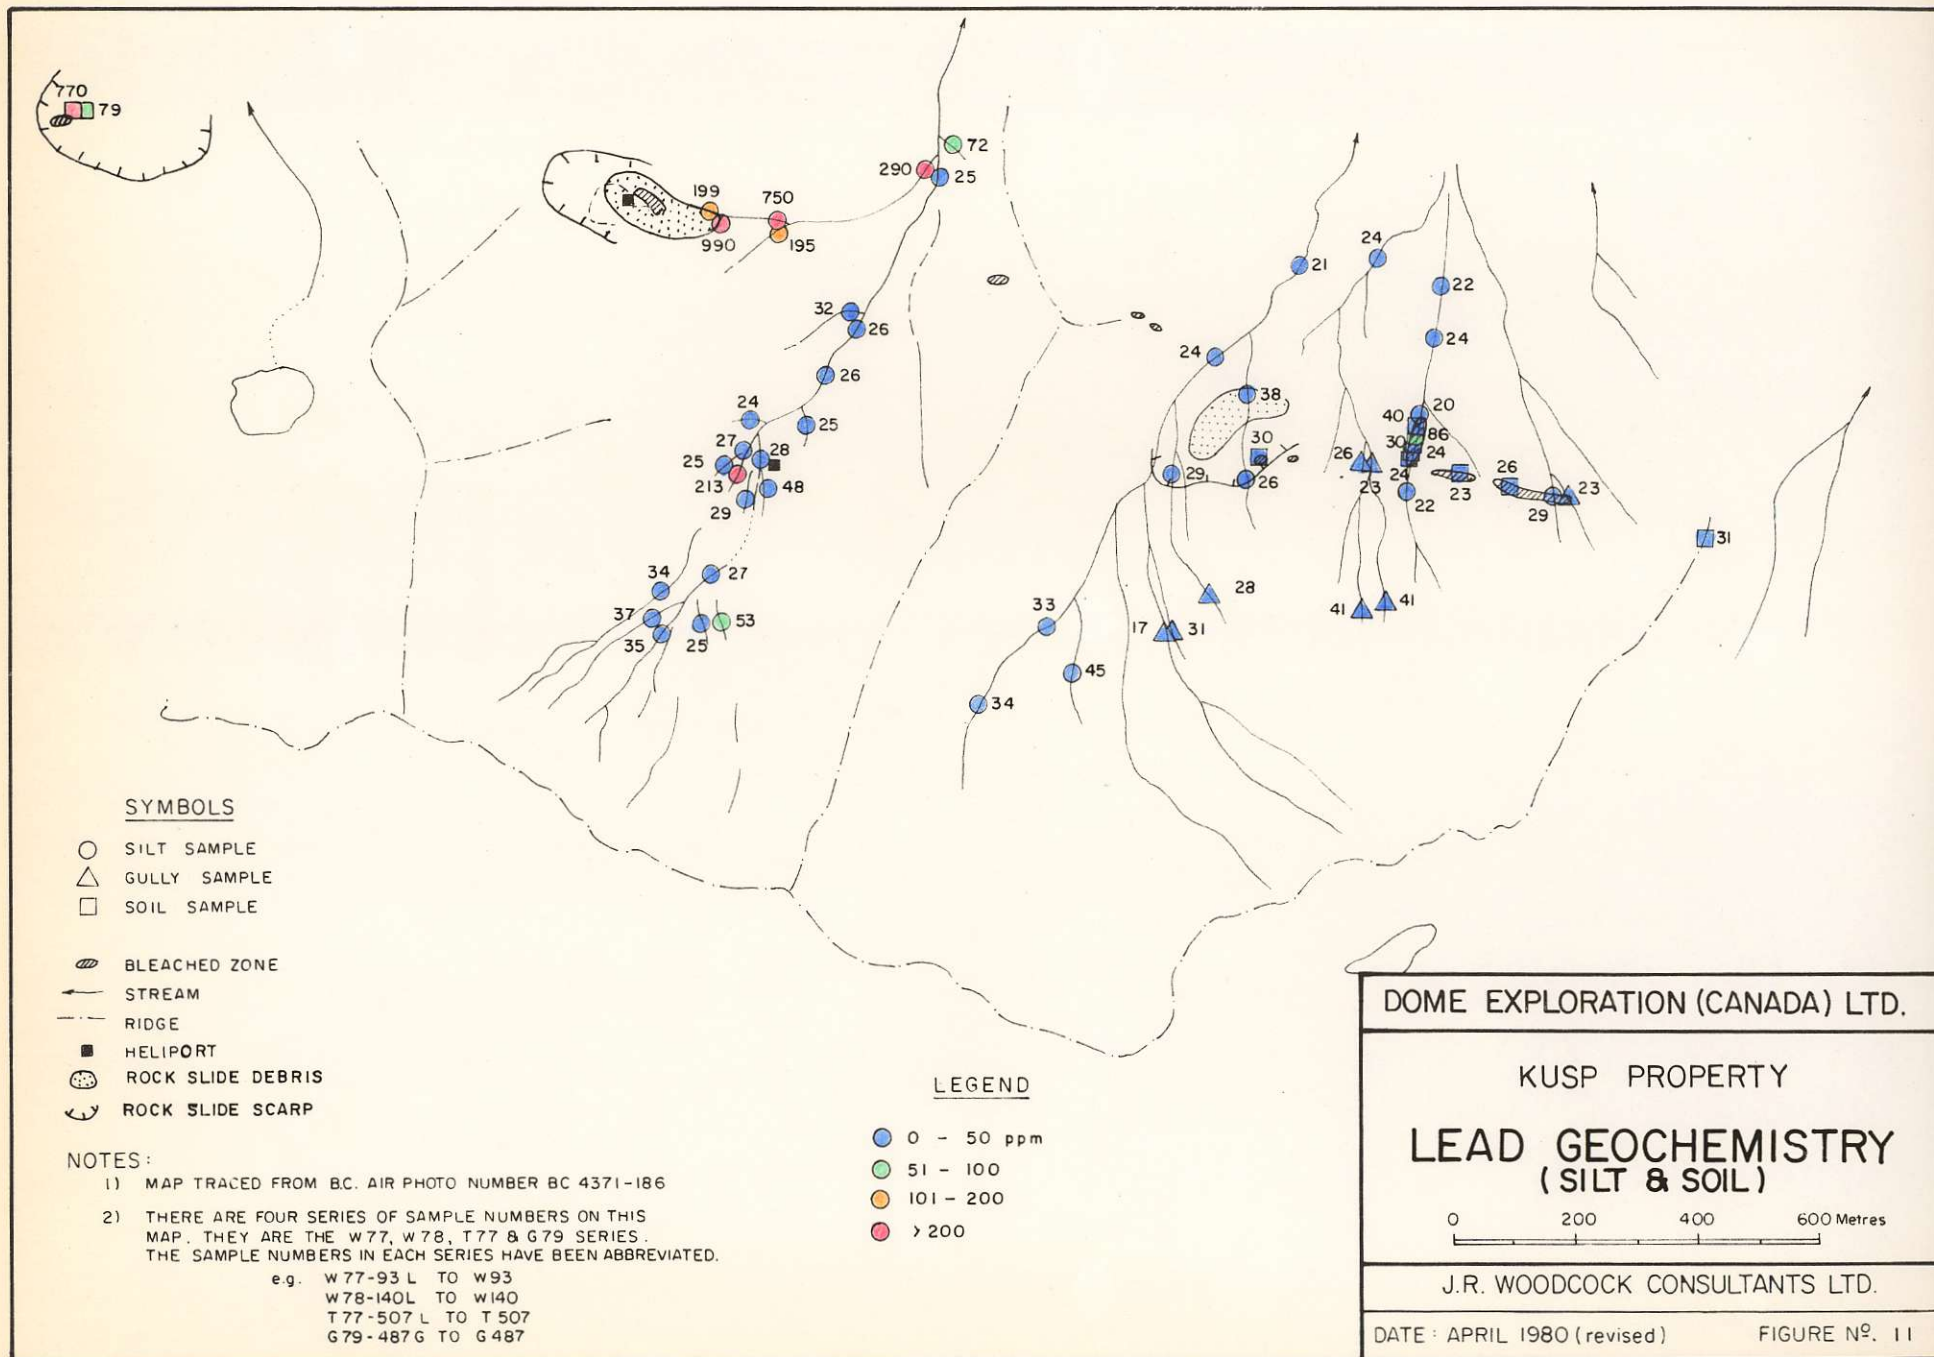 770
79
72
290
25
199
750
990
195
24
21
22
32
26
24
24
26
38
24
25
20
40
27
28
30
86
30
24
25
26
213
48
29
26
23
24
23
26
23
29
22
29
31
34
27
28
37
53
33
41
41
35
25
17
31
45
34
SYMBOLS
SILT SAMPLE
GULLY SAMPLE
SOIL SAMPLE
BLEACHED ZONE
STREAM
RIDGE
HELIPORT
ROCK SLIDE DEBRIS
ROCK SLIDE SCARP
NOTES:
1) MAP TRACED FROM B.C. AIR PHOTO NUMBER BC 4371-186
2) THERE ARE FOUR SERIES OF SAMPLE NUMBERS ON THIS
MAP. THEY ARE THE W77, W78, T77 & G79 SERIES.
THE SAMPLE NUMBERS IN EACH SERIES HAVE BEEN ABBREVIATED.
e.g. W77-93 L TO W93
W78-140L TO W140
T77-507 L TO T507
G79-487G TO G487
LEGEND
0 - 50 ppm
51 - 100
101 - 200
>200
DOME EXPLORATION (CANADA) LTD.
KUSP PROPERTY
LEAD GEOCHEMISTRY
(SILT & SOIL)
0 200 400 600 Metres
J.R. WOODCOCK CONSULTANTS LTD.
DATE: APRIL 1980 (revised) FIGURE Nº. 11